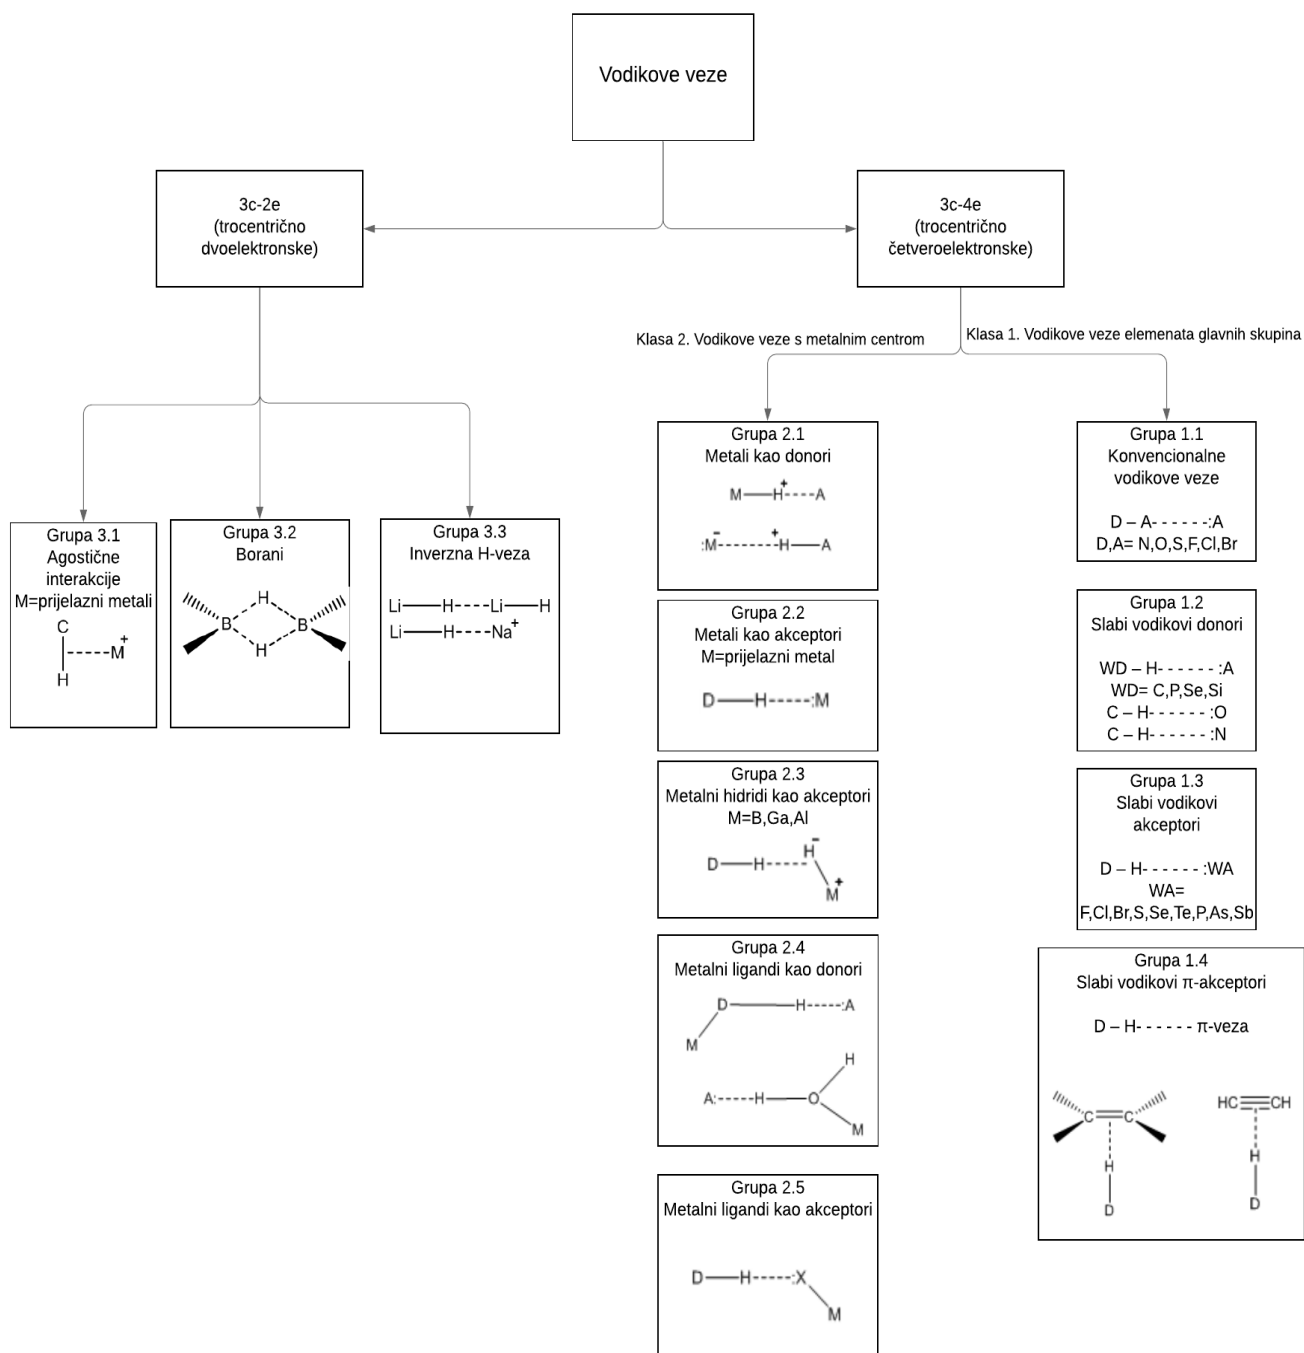 Vodikove veze
3c-2e
(trocentrično
dvoelektronske)
3c-4e
(trocentrično
četveroelektronske)
Klasa 2. Vodikove veze s metalnim centrom
Klasa 1. Vodikove veze elemenata glavnih skupina
Grupa 3.1
Agostične
interakcije
M=prijelazni metali
C
M+
H
Grupa 3.2
Borani
H
B B
H
Grupa 3.3
Inverzna H-veza
Li—H----Li—H
Li—H----Na+
Grupa 2.1
Metali kao donori
M—H+----A
:M-------- +H—A
Grupa 2.2
Metali kao akceptori
M=prijelazni metal
D—H-----:M
Grupa 2.3
Metalni hidridi kao akceptori
M=B,Ga,Al
D—H-----H-
M+
Grupa 2.4
Metalni ligandi kao donori
D—H-----:A
M
H
A:-----H—O
M
Grupa 2.5
Metalni ligandi kao akceptori
D—H-----:X
M
Grupa 1.1
Konvencionalne
vodikove veze
D – A- - - - - -:A
D,A= N,O,S,F,Cl,Br
Grupa 1.2
Slabi vodikovi donori
WD – H- - - - - - :A
WD= C,P,Se,Si
C – H- - - - - - :O
C – H- - - - - - :N
Grupa 1.3
Slabi vodikovi
akceptori
D – H- - - - - - :WA
WA=
F,Cl,Br,S,Se,Te,P,As,Sb
Grupa 1.4
Slabi vodikovi π-akceptori
D – H- - - - - - π-veza
C=C
H
D
HC≡CH
H
D